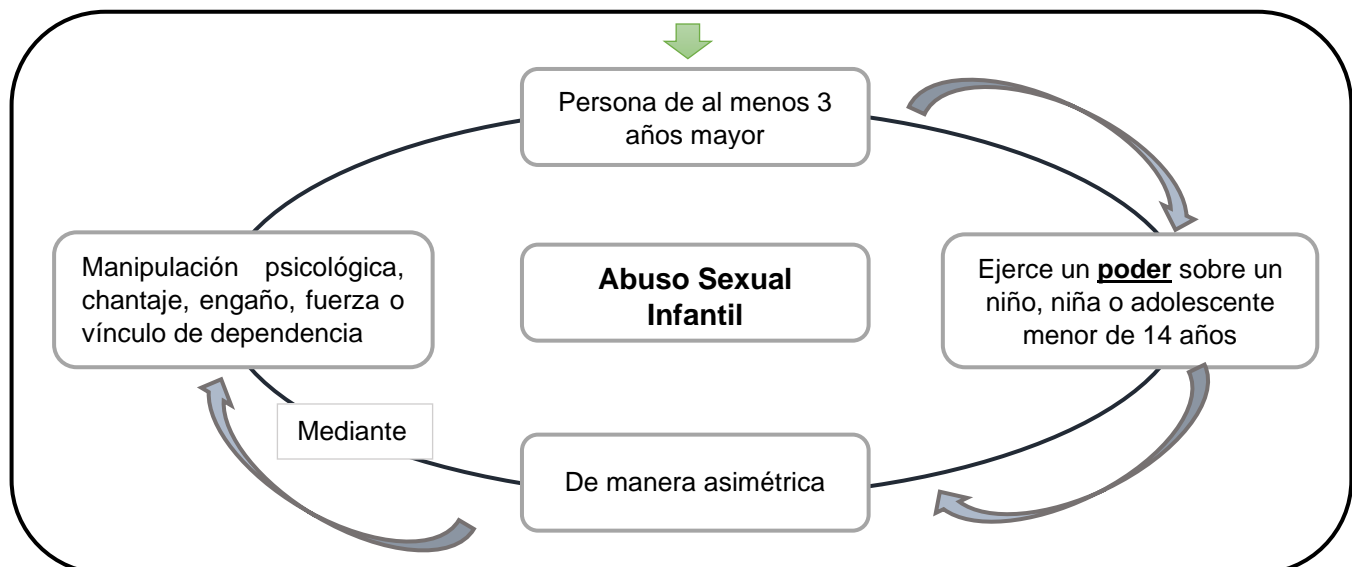 Persona de al menos 3
años mayor
Manipulación psicológica,
chantaje, engaño, fuerza o
vínculo de dependencia
Abuso Sexual
Infantil
Ejerce un poder sobre un
niño, niña o adolescente
menor de 14 años
Mediante
De manera asimétrica